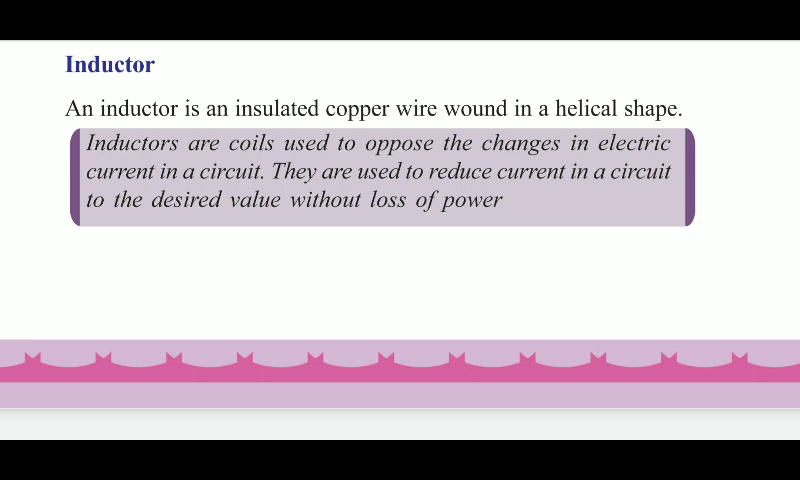 Inductor
An inductor is an insulated copper wire wound in a helical shape.
Inductors are coils used to oppose the changes in electric
current in a circuit. They are used to reduce current in a circuit
to the desired value without loss of power